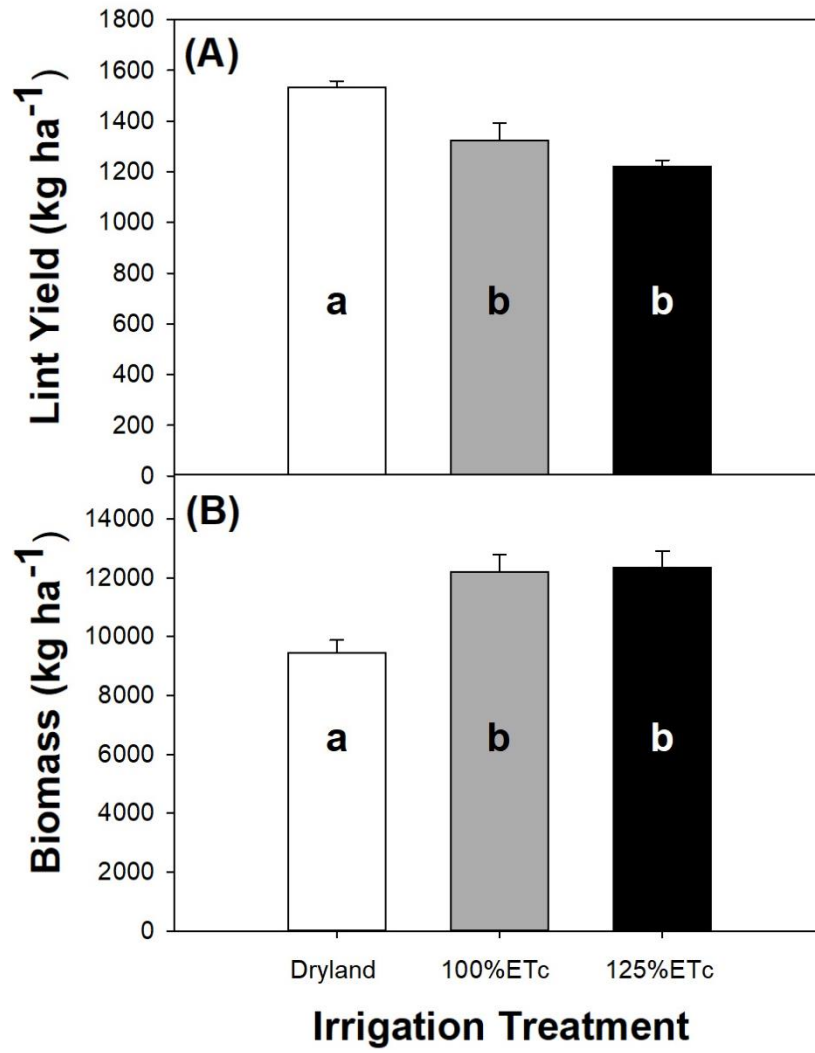 (A)
Lint Yield (kg ha⁻¹)
1800
1600
1400
1200
1000
800
600
400
200
0
a
b
b
(B)
Biomass (kg ha⁻¹)
14000
12000
10000
8000
6000
4000
2000
0
a
b
b
Dryland
100%ETc
125%ETc
Irrigation Treatment